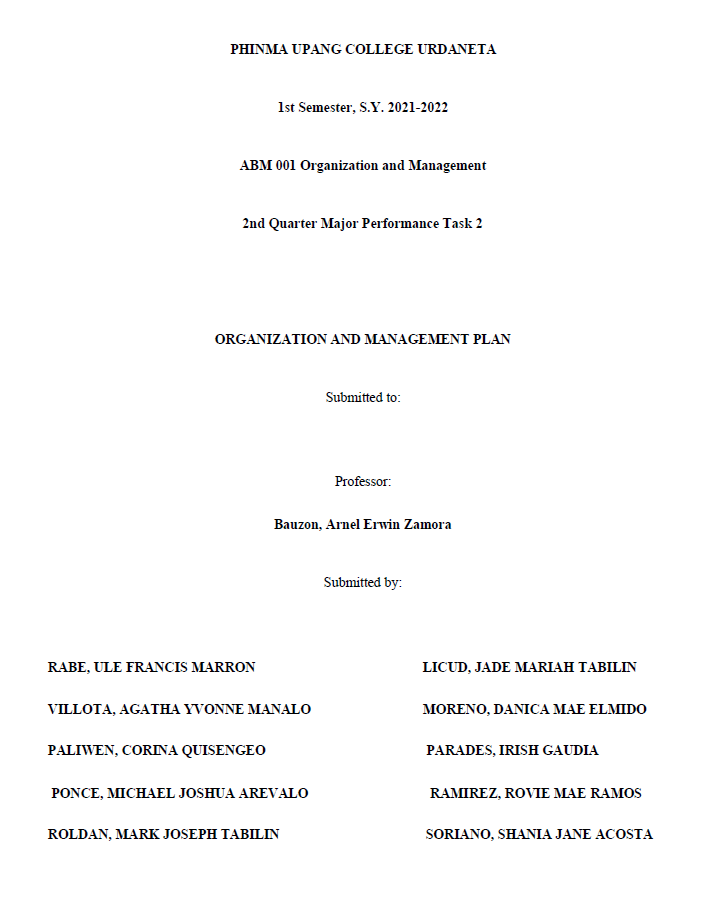 PHINMA UPANG COLLEGE URDANETA
1st Semester, S.Y. 2021-2022
ABM 001 Organization and Management
2nd Quarter Major Performance Task 2
ORGANIZATION AND MANAGEMENT PLAN
Submitted to:
Professor:
Bauzon, Arnel Erwin Zamora
Submitted by:
RABE, ULE FRANCIS MARRON LICUD, JADE MARIAH TABILIN
VILLOTA, AGATHA YVONNE MANALO MORENO, DANICA MAE ELMIDO
PALIWEN, CORINA QUISENGEO PARADES, IRISH GAUDIA
PONCE, MICHAEL JOSHUA AREVALO RAMIREZ, ROVIE MAE RAMOS
ROLDAN, MARK JOSEPH TABILIN SORIANO, SHANIA JANE ACOSTA